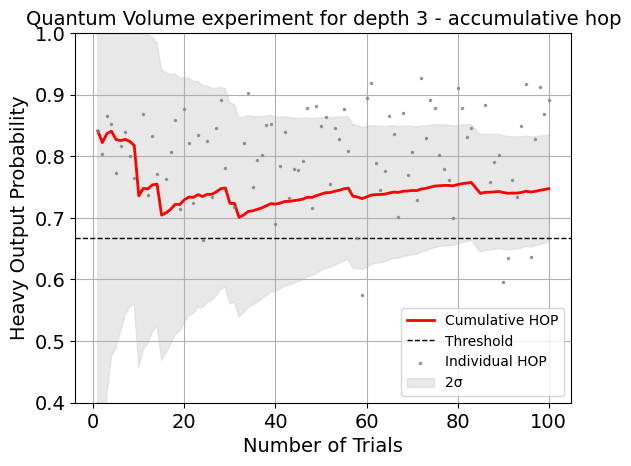 Quantum Volume experiment for depth 3 - accumulative hop
1.0
0.9
0.8
0.7
0.6
0.5
0.4
Heavy Output Probability
Cumulative HOP
Threshold
Individual HOP
2σ
0 20 40 60 80 100
Number of Trials